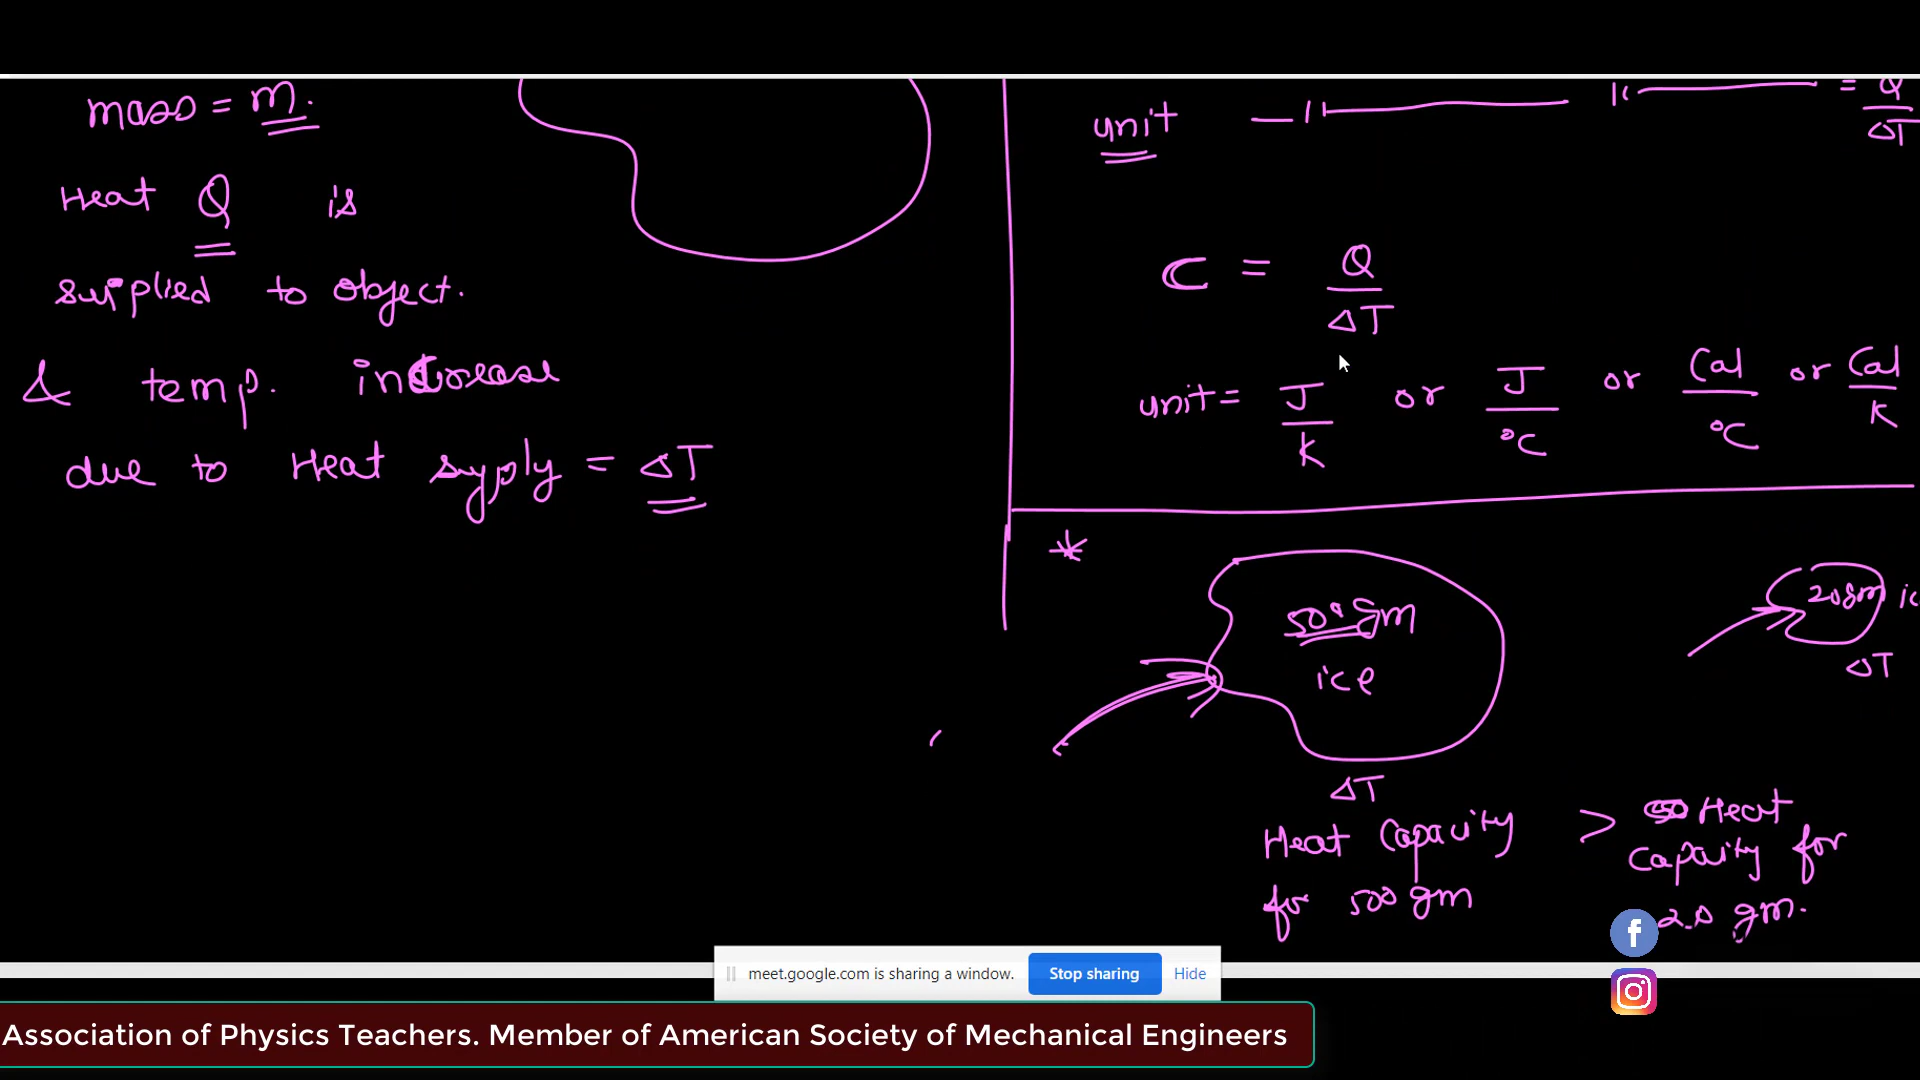 mass = m.
Heat Q is
supplied to object.
& temp. increase
due to Heat supply = ΔT
unit = Q/ΔT
C = Q/ΔT
unit = J/K or J/°C or Cal/°C or Cal/K
*
500 gm
ice
ΔT
20gm
ΔT
Heat Capacity
for 500 gm
>
Heat
Capacity for
20 gm.
meet.google.com is sharing a window.
Stop sharing
Hide
Association of Physics Teachers. Member of American Society of Mechanical Engineers